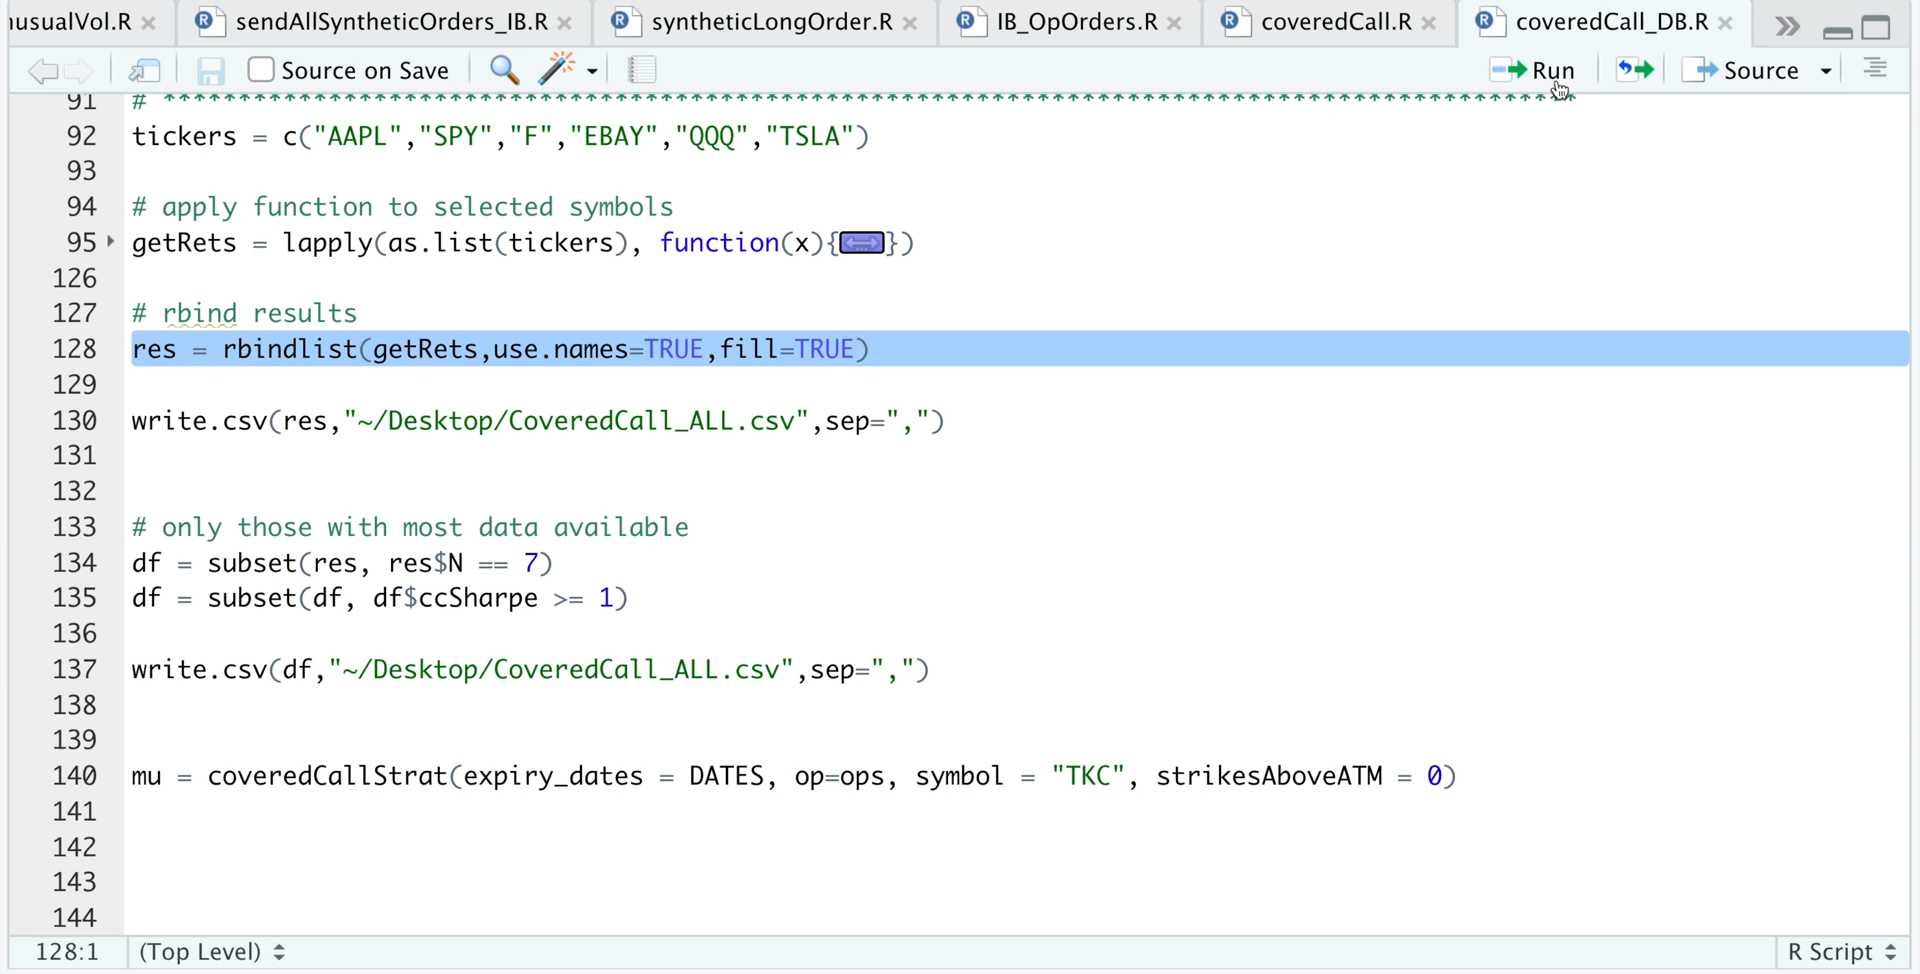 nusualVol.R × sendAllSyntheticOrders_IB.R × syntheticLongOrder.R × IB_OpOrders.R × coveredCall.R × coveredCall_DB.R × »
Source on Save Run Source
91 # **********************************************************************************************
92 tickers = c("AAPL","SPY","F","EBAY","QQQ","TSLA")
93
94 # apply function to selected symbols
95 getRets = lapply(as.list(tickers), function(x){...})
126
127 # rbind results
128 res = rbindlist(getRets,use.names=TRUE,fill=TRUE)
129
130 write.csv(res,"~/Desktop/CoveredCall_ALL.csv",sep=",")
131
132
133 # only those with most data available
134 df = subset(res, res$N == 7)
135 df = subset(df, df$ccSharpe >= 1)
136
137 write.csv(df,"~/Desktop/CoveredCall_ALL.csv",sep=",")
138
139
140 mu = coveredCallStrat(expiry_dates = DATES, op=ops, symbol = "TKC", strikesAboveATM = 0)
141
142
143
144
128:1 (Top Level) R Script